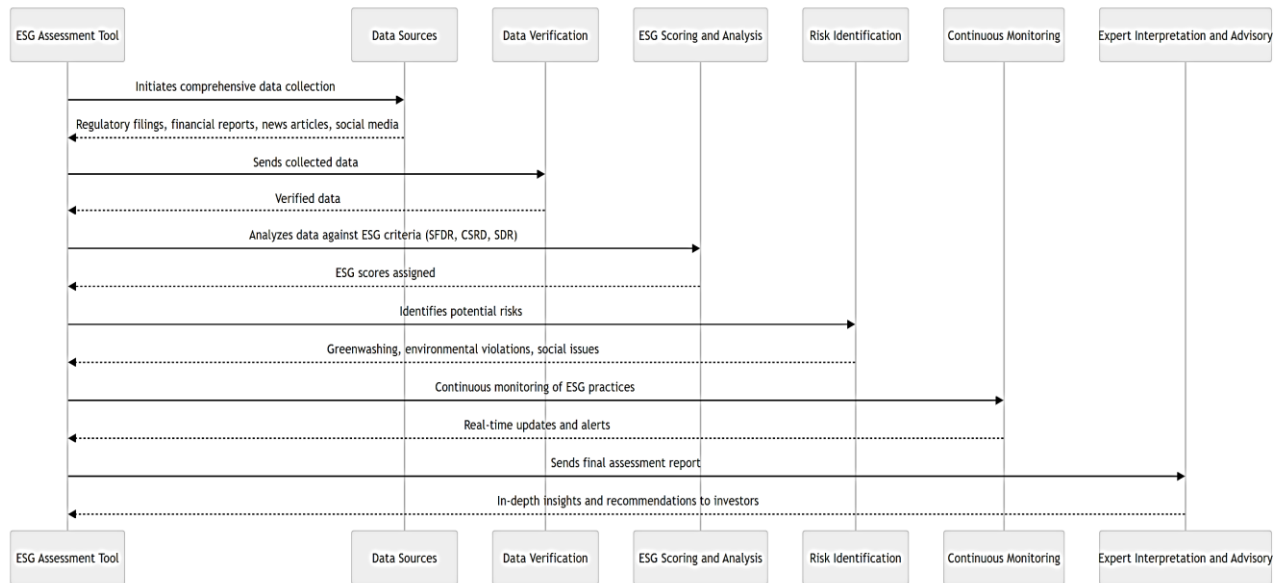 ESG Assessment Tool
Data Sources
Data Verification
ESG Scoring and Analysis
Risk Identification
Continuous Monitoring
Expert Interpretation and Advisory
Initiates comprehensive data collection
Regulatory filings, financial reports, news articles, social media
Sends collected data
Verified data
Analyzes data against ESG criteria (SFDR, CSRD, SDR)
ESG scores assigned
Identifies potential risks
Greenwashing, environmental violations, social issues
Continuous monitoring of ESG practices
Real-time updates and alerts
Sends final assessment report
In-depth insights and recommendations to investors
ESG Assessment Tool
Data Sources
Data Verification
ESG Scoring and Analysis
Risk Identification
Continuous Monitoring
Expert Interpretation and Advisory